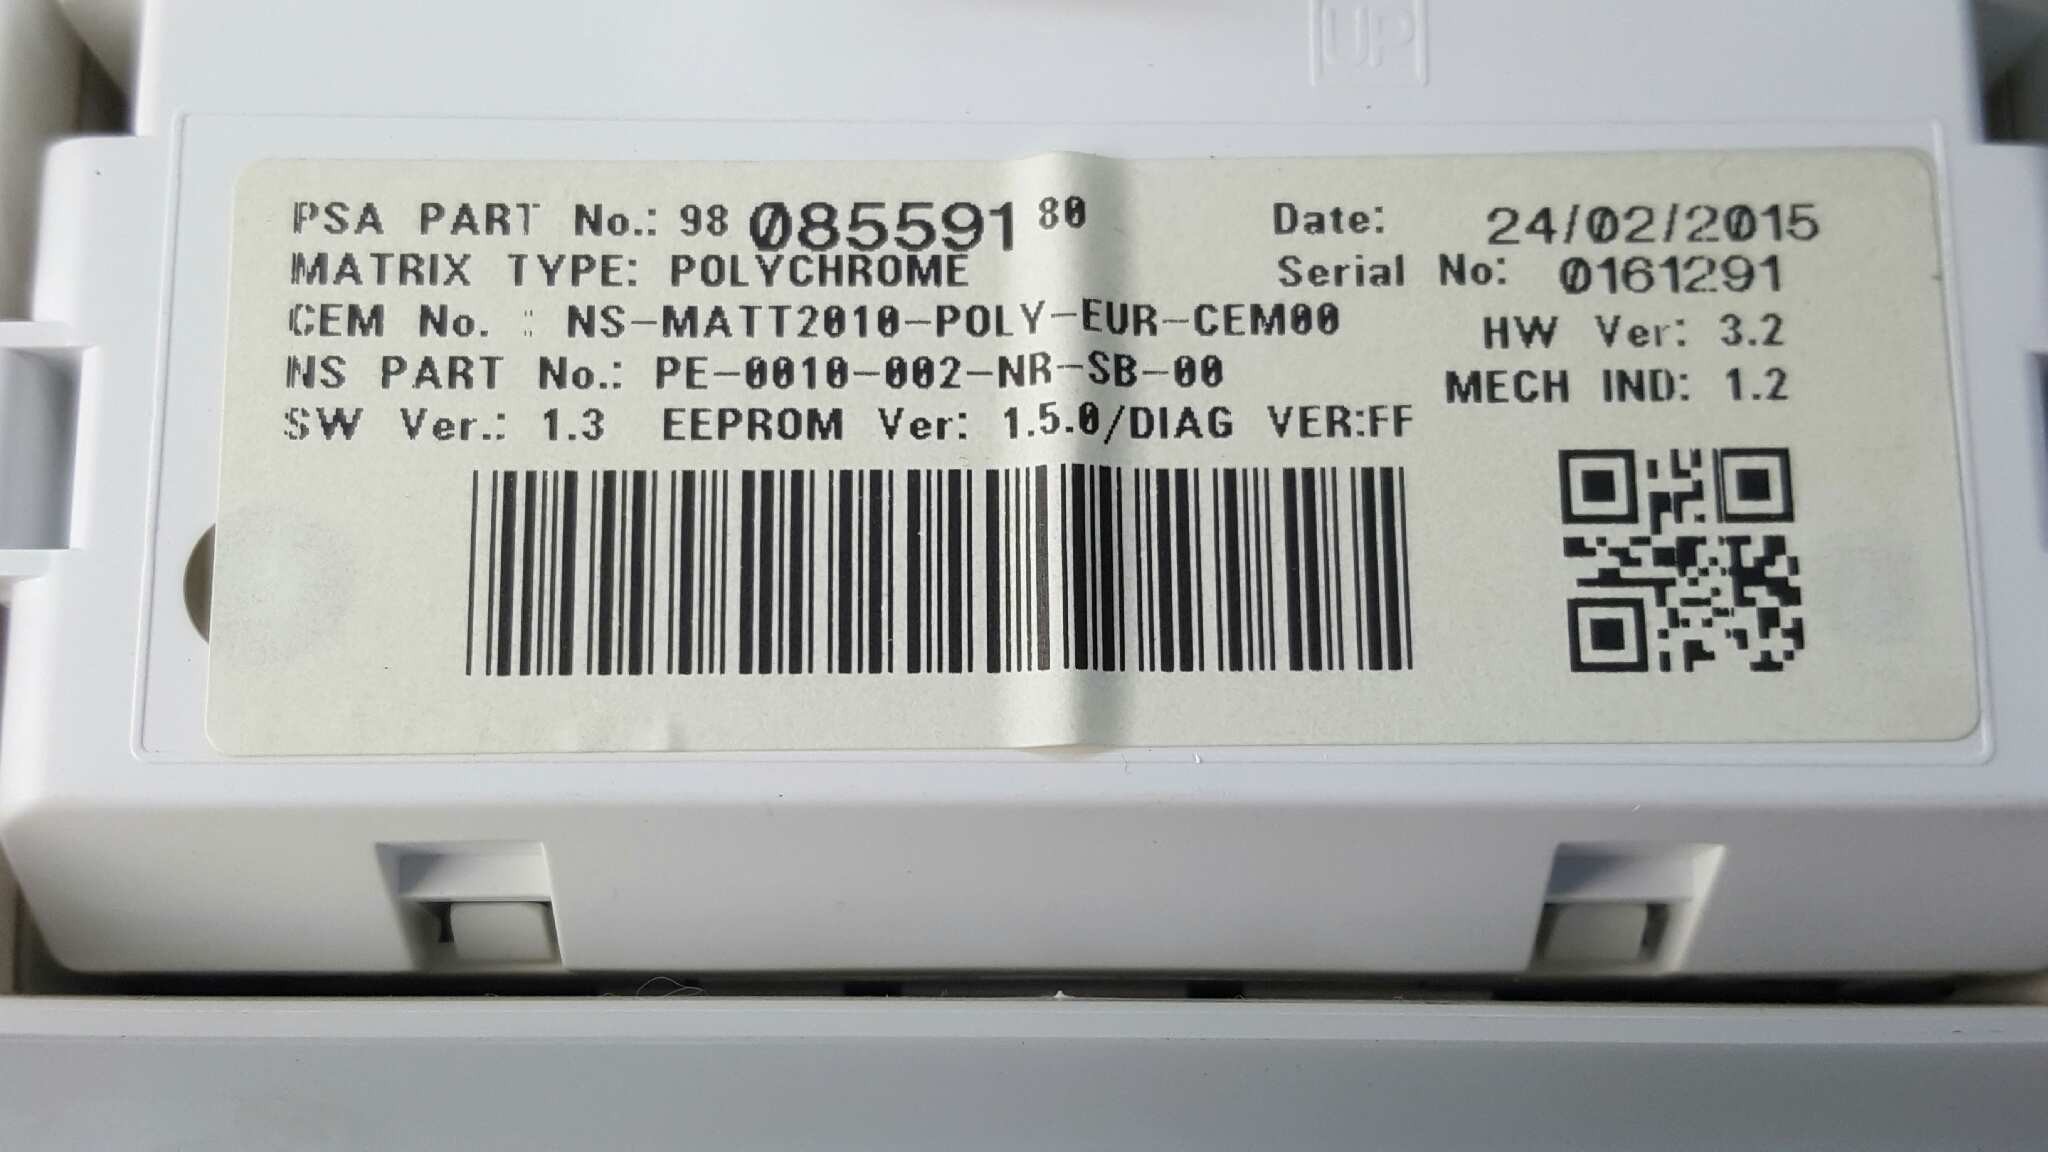 UP
PSA PART No.: 98 08559180 Date: 24/02/2015
MATRIX TYPE: POLYCHROME Serial No: 0161291
CEM No. : NS-MATT2010-POLY-EUR-CEM00 HW Ver: 3.2
NS PART No.: PE-0010-002-NR-SB-00 MECH IND: 1.2
SW Ver.: 1.3 EEPROM Ver: 1.5.0/DIAG VER:FF